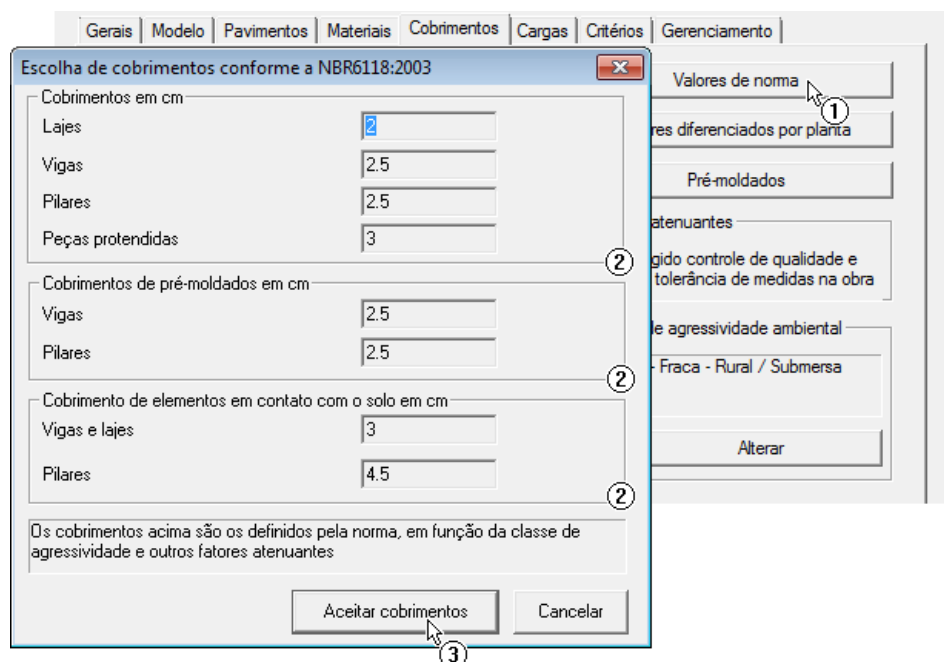 Gerais Modelo Pavimentos Materiais Cobrimentos Cargas Critérios Gerenciamento
Escolha de cobrimentos conforme a NBR6118:2003
Cobrimentos em cm
Lajes 2
Vigas 2.5
Pilares 2.5
Peças protendidas 3
2
Cobrimentos de pré-moldados em cm
Vigas 2.5
Pilares 2.5
2
Cobrimento de elementos em contato com o solo em cm
Vigas e lajes 3
Pilares 4.5
2
Os cobrimentos acima são os definidos pela norma, em função da classe de
agressividade e outros fatores atenuantes
Aceitar cobrimentos Cancelar
3
Valores de norma
1
res diferenciados por planta
Pré-moldados
atenuantes
gido controle de qualidade e
tolerância de medidas na obra
de agressividade ambiental
- Fraca - Rural / Submersa
Alterar